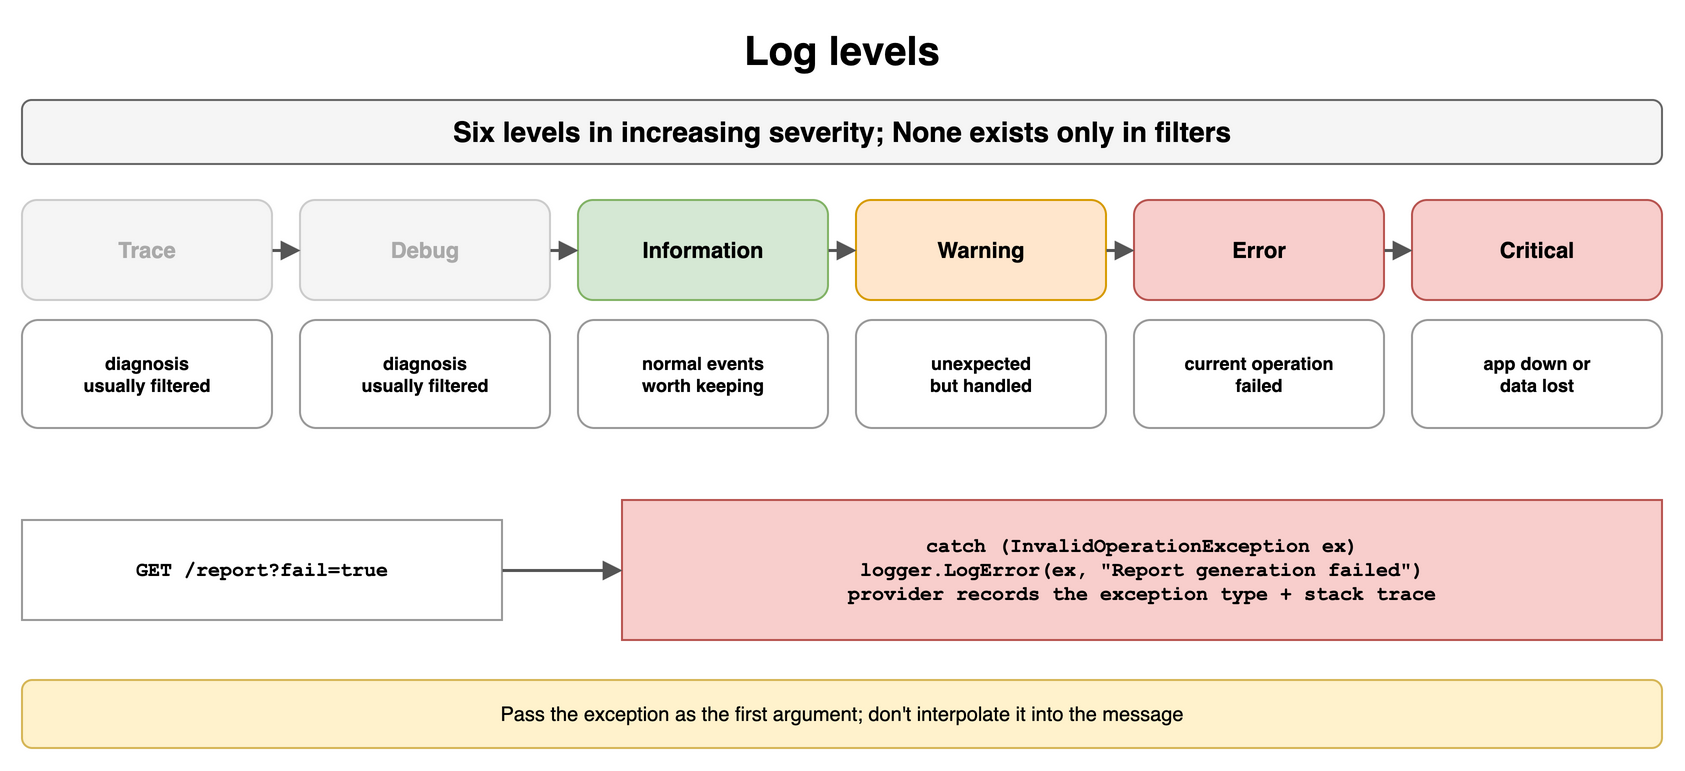 Log levels
Six levels in increasing severity; None exists only in filters
Trace
Debug
Information
Warning
Error
Critical
diagnosis
usually filtered
diagnosis
usually filtered
normal events
worth keeping
unexpected
but handled
current operation
failed
app down or
data lost
GET /report?fail=true
catch (InvalidOperationException ex)
logger.LogError(ex, "Report generation failed")
provider records the exception type + stack trace
Pass the exception as the first argument; don't interpolate it into the message